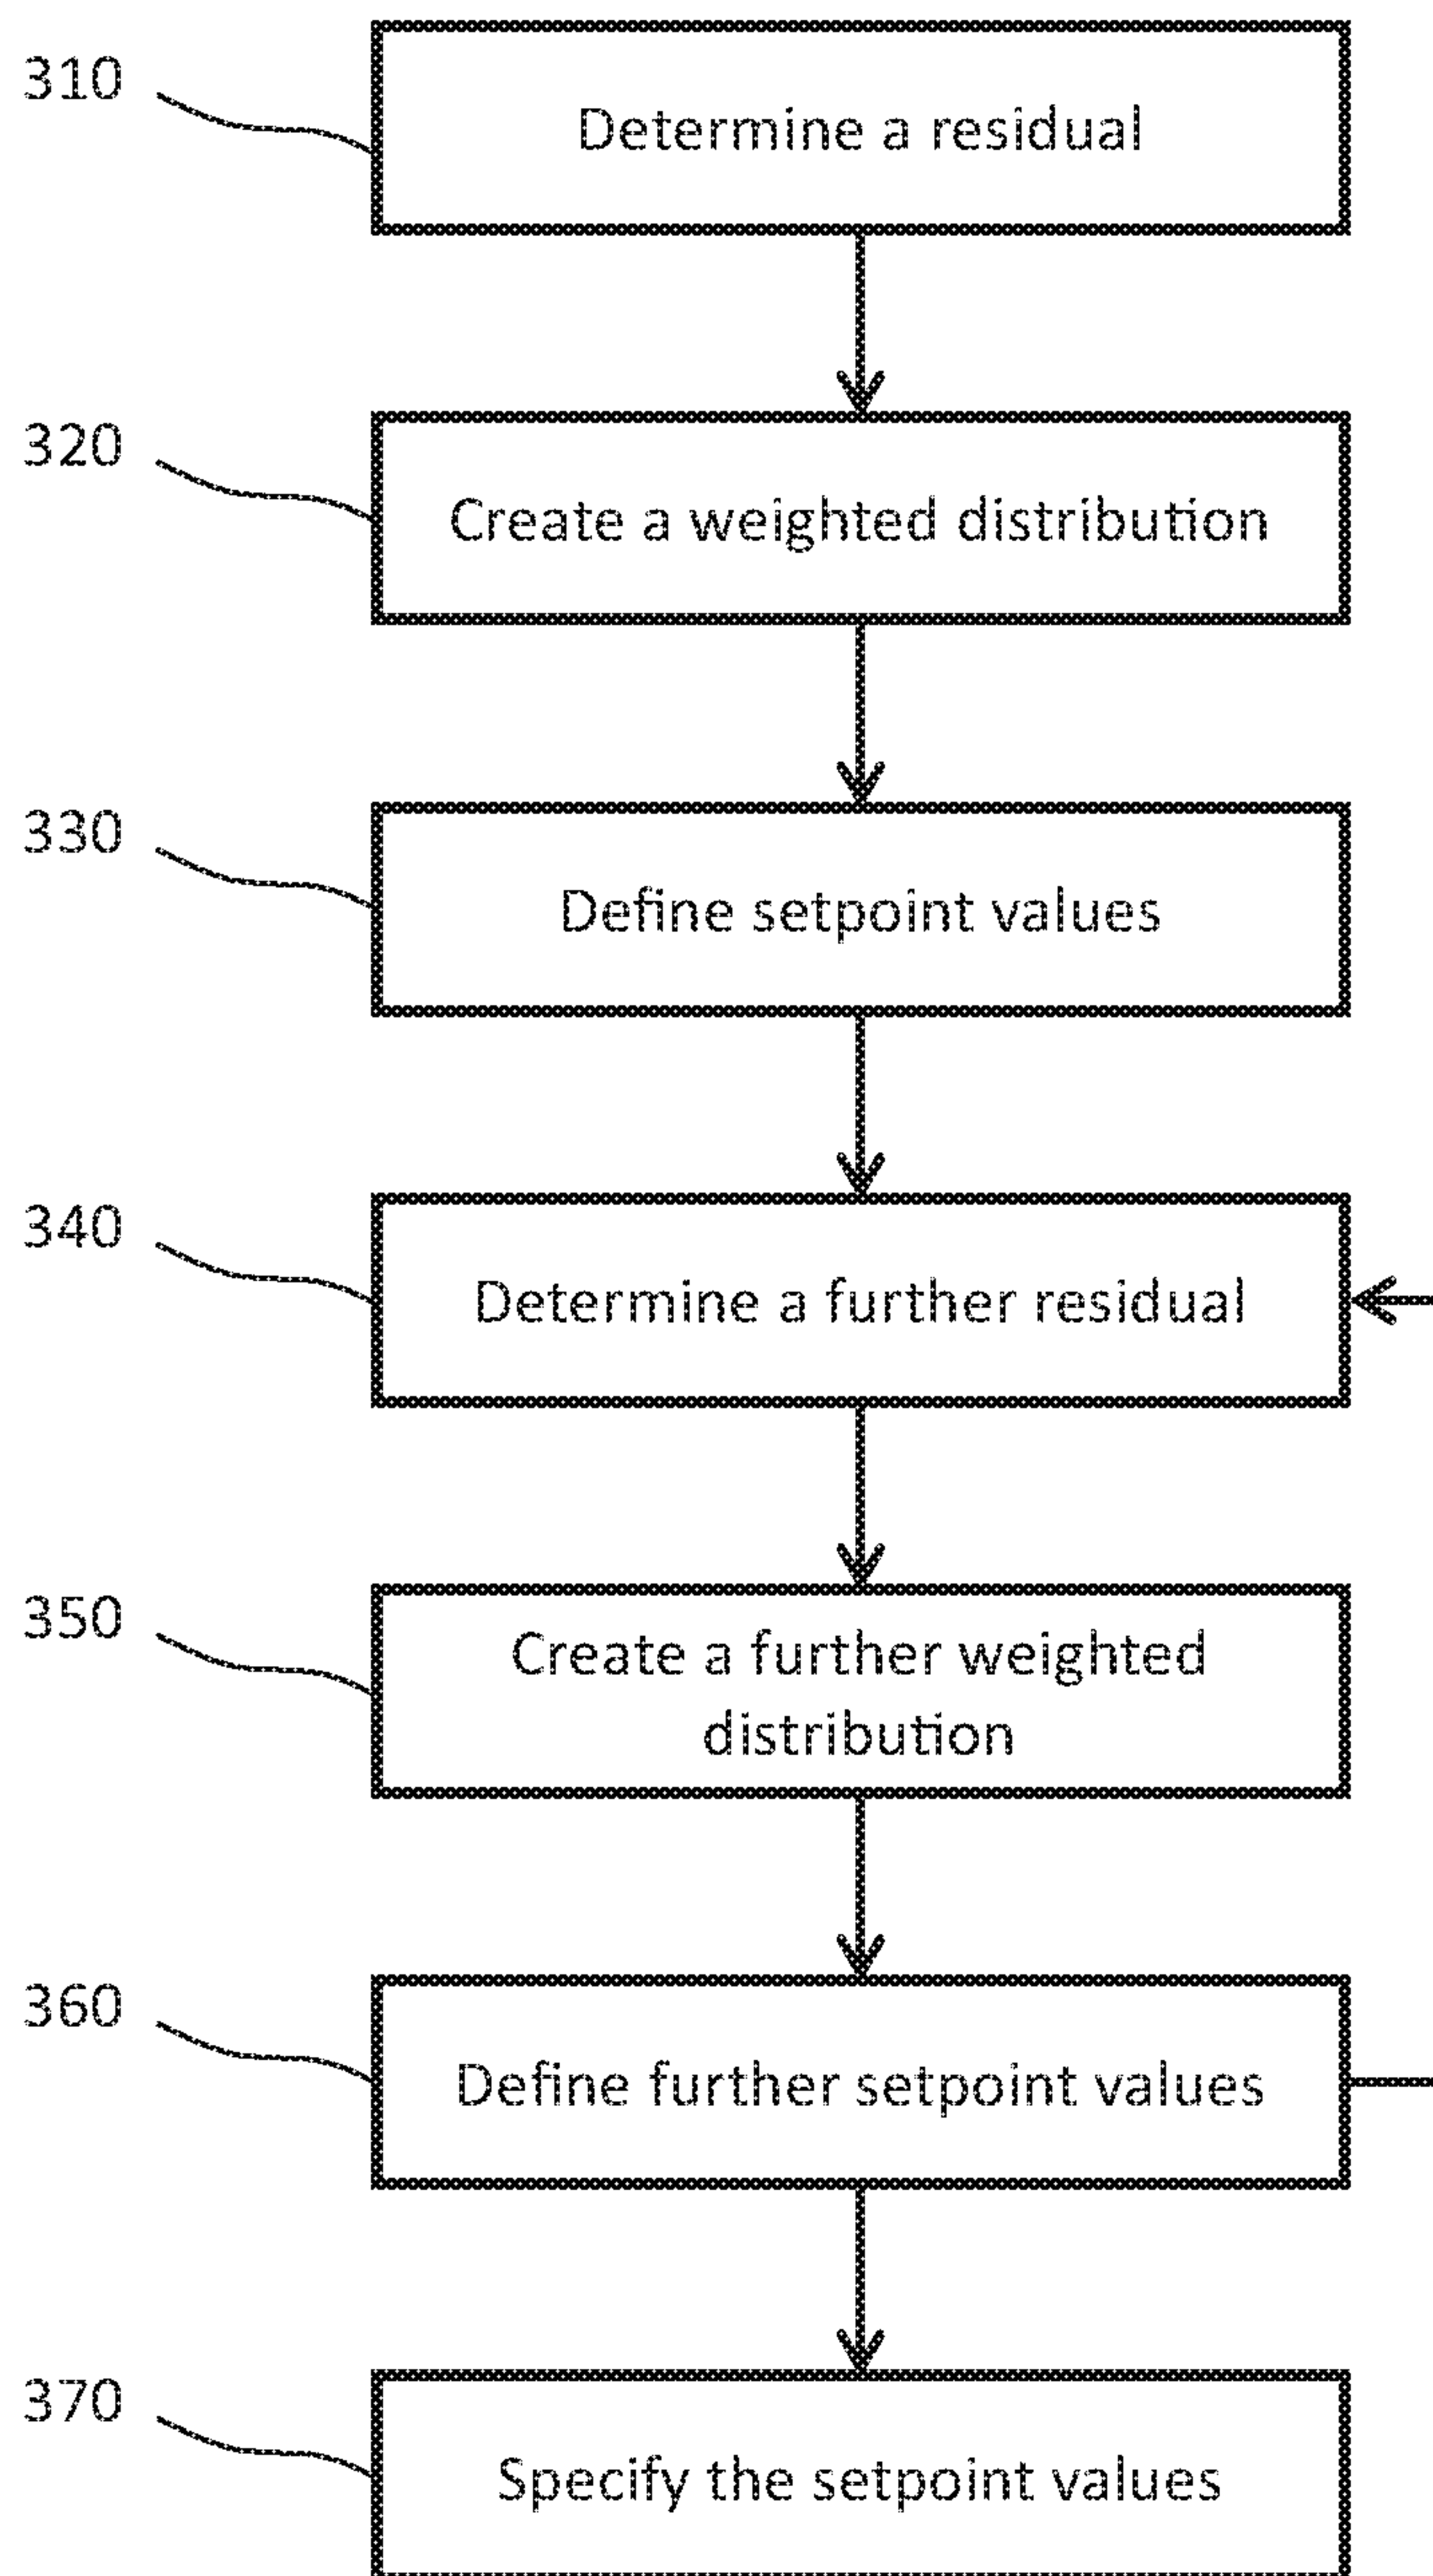 310
Determine a residual
320
Create a weighted distribution
330
Define setpoint values
340
Determine a further residual
350
Create a further weighted
distribution
360
Define further setpoint values
370
Specify the setpoint values